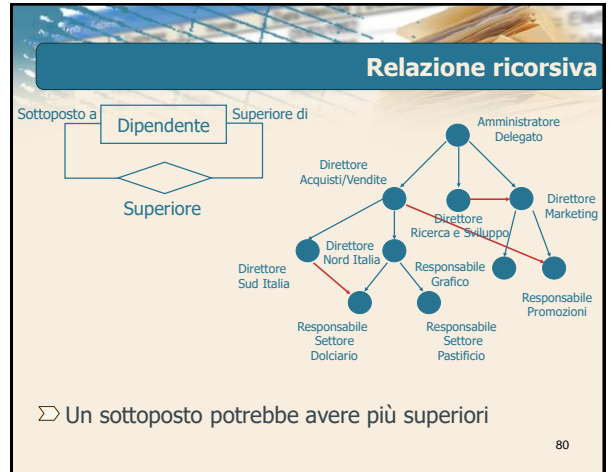 Relazione ricorsiva
Sottoposto a
Dipendente
Superiore di
Superiore
Amministratore
Delegato
Direttore
Acquisti/Vendite
Direttore
Ricerca e Sviluppo
Direttore
Marketing
Direttore
Sud Italia
Direttore
Nord Italia
Responsabile
Grafico
Responsabile
Promozioni
Responsabile
Settore
Dolciario
Responsabile
Settore
Pastificio
Un sottoposto potrebbe avere più superiori
80